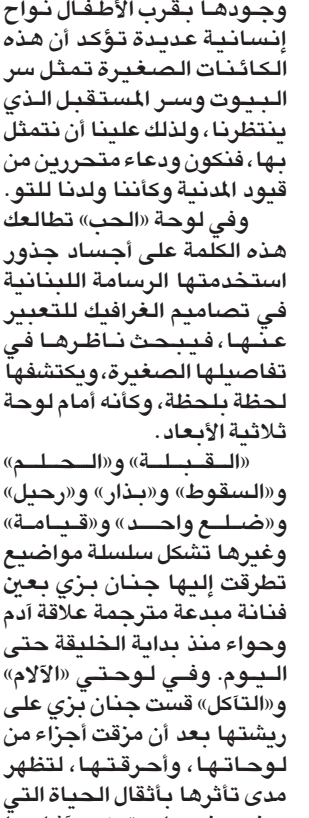 وجودها بقرب الأطفال نواح
إنسانية عديدة تؤكد أن هذه
الكائنات الصغيرة تمثل سر
البيوت وسر المستقبل الذي
ينتظرنا، ولذلك علينا أن نتمثل
بها، فنكون ودعاء متحررين من
قيود المدنية وكأننا ولدنا للتو.
وفي لوحة «الحب» تطالعك
هذه الكلمة على أجساد جذور
استخدمتها الرسامة اللبنانية
في تصاميم الغرافيك للتعبير
عنها، فيبحث ناظرها في
تفاصيلها الصغيرة، ويكتشفها
لحظة بلحظة، وكأنه أمام لوحة
ثلاثية الأبعاد.
«القبلة» و«الحلم»
و«السقوط» و«بذار» و«رحيل»
و«ضلع واحد» و«قيامة»
وغيرها تشكل سلسلة مواضيع
تطرقت إليها جنان بزي بعين
فنانة مبدعة مترجمة علاقة آدم
وحواء منذ بداية الخليقة حتى
اليوم. وفي لوحتي «الآلام»
و«التآكل» قست جنان بزي على
ريشتها بعد أن مزقت أجزاء من
لوحاتها، وأحرقتها، لتظهر
مدى تأثرها بأثقال الحياة التي